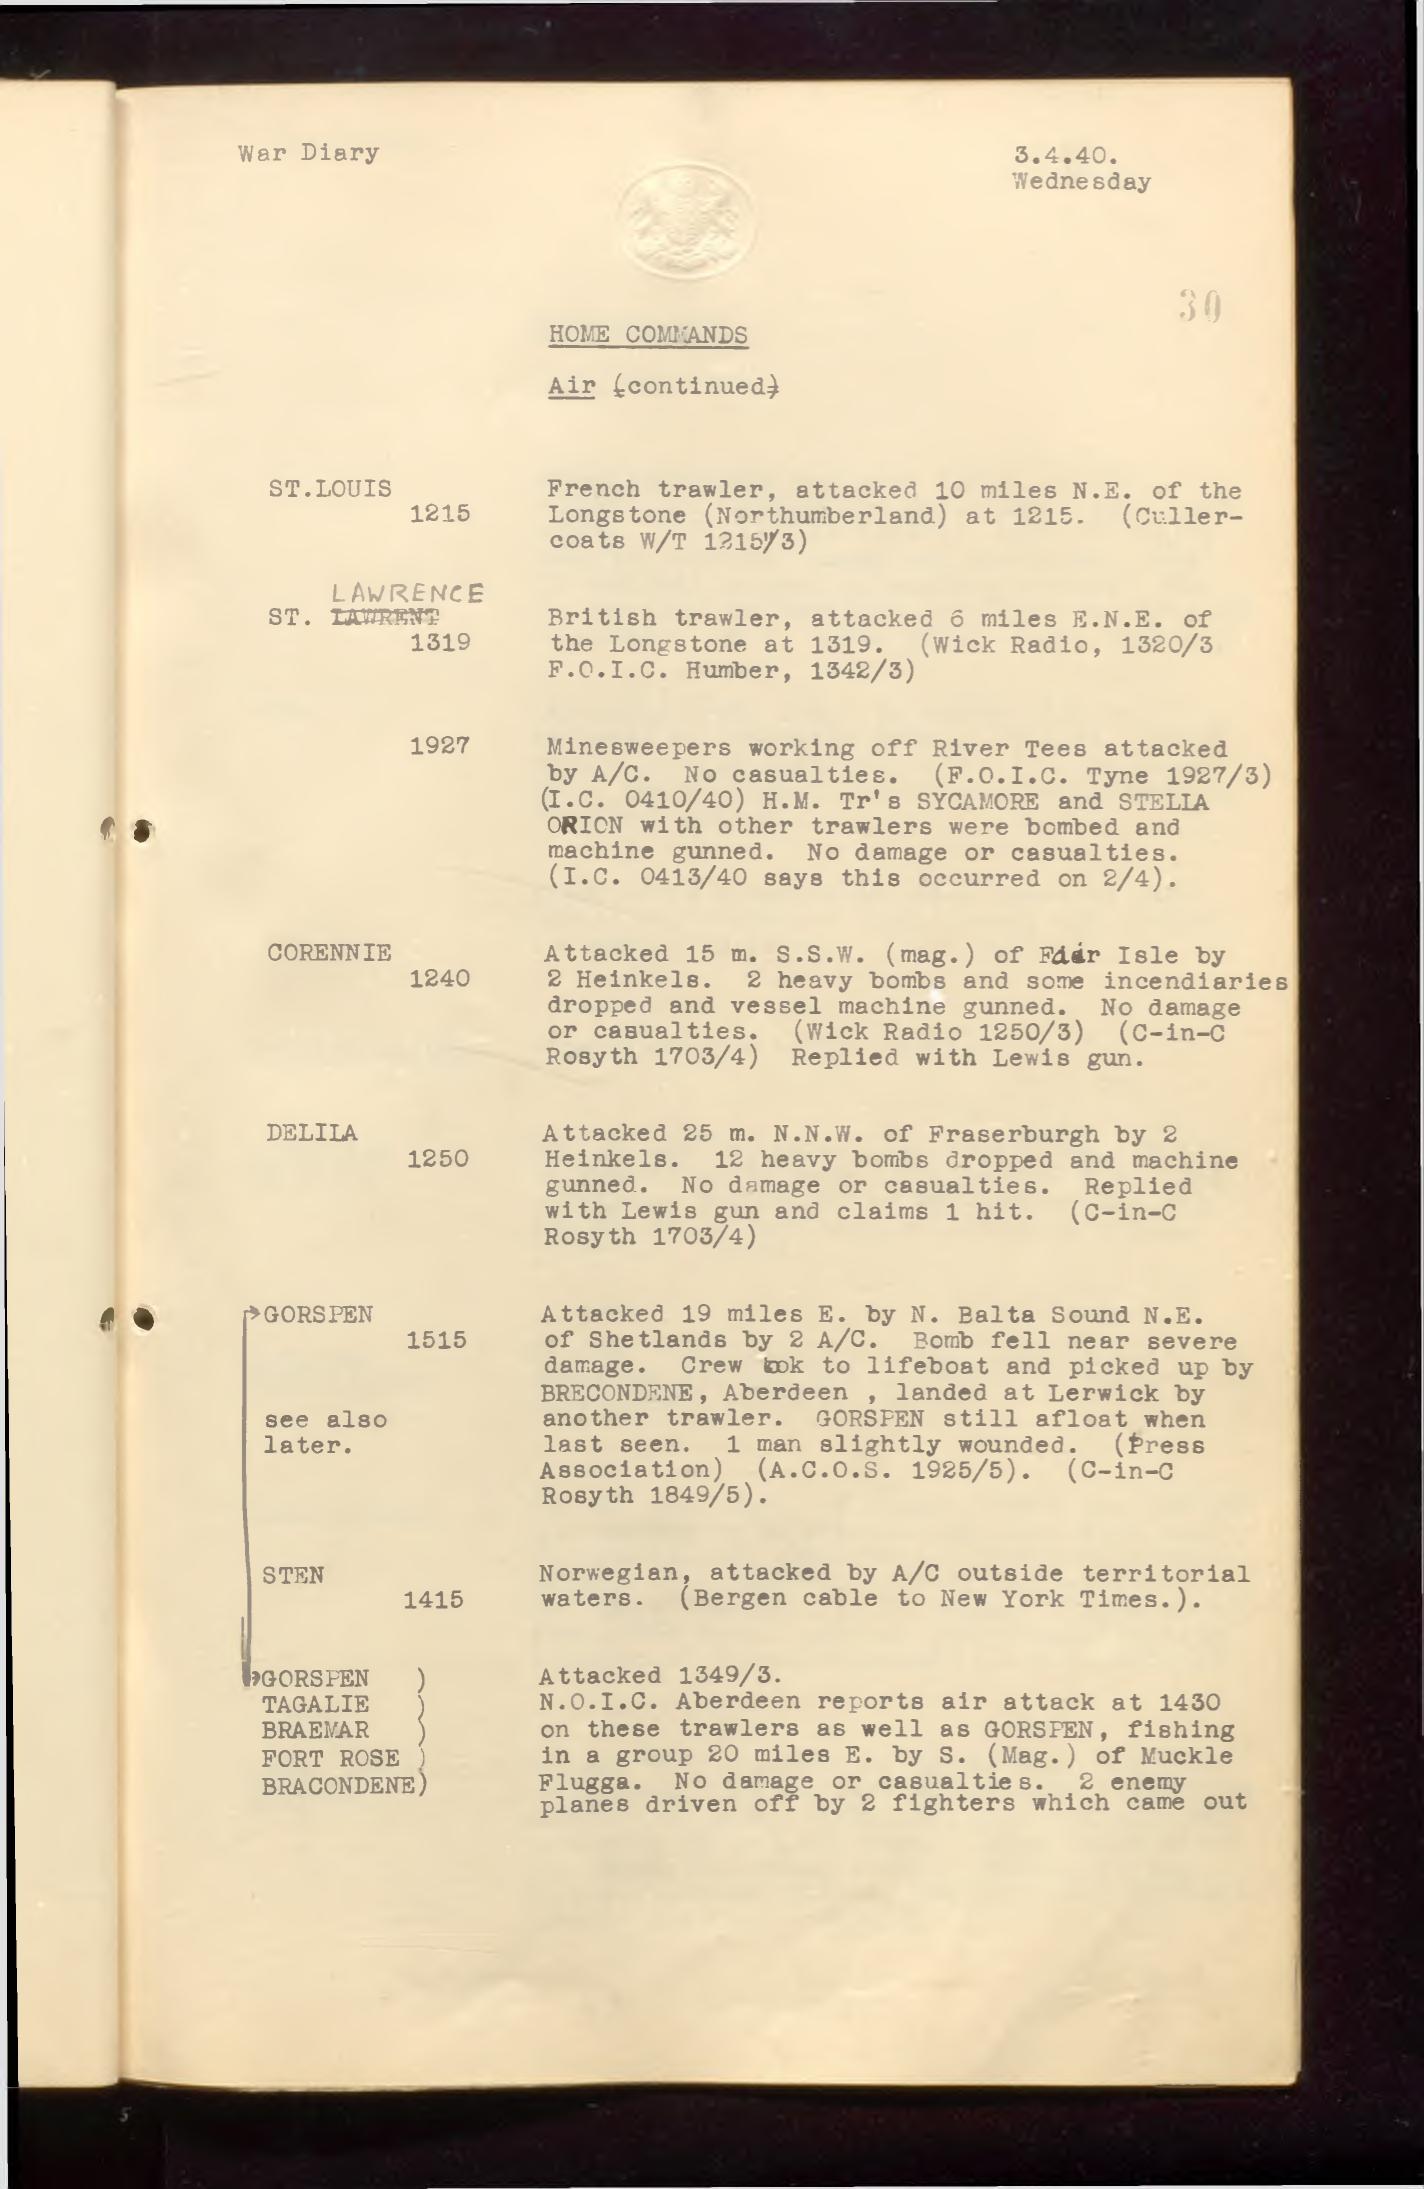 War Diary
3.4.40.
Wednesday
30
HOME COMMANDS
Air (continued)
ST.LOUIS
1215
French trawler, attacked 10 miles N.E. of the
Longstone (Northumberland) at 1215. (Culler-
coats W/T 1215/3)
LAWRENCE
ST. LAWRENT
1319
British trawler, attacked 6 miles E.N.E. of
the Longstone at 1319. (Wick Radio, 1320/3
F.O.I.C. Humber, 1342/3)
1927
Minesweepers working off River Tees attacked
by A/C. No casualties. (F.O.I.C. Tyne 1927/3)
(I.C. 0410/40) H.M. Tr's SYCAMORE and STELLA
ORION with other trawlers were bombed and
machine gunned. No damage or casualties.
(I.C. 0413/40 says this occurred on 2/4).
CORENNIE
1240
Attacked 15 m. S.S.W. (mag.) of Fair Isle by
2 Heinkels. 2 heavy bombs and some incendiaries
dropped and vessel machine gunned. No damage
or casualties. (Wick Radio 1250/3) (C-in-C
Rosyth 1703/4) Replied with Lewis gun.
DELILA
1250
Attacked 25 m. N.N.W. of Fraserburgh by 2
Heinkels. 12 heavy bombs dropped and machine
gunned. No damage or casualties. Replied
with Lewis gun and claims 1 hit. (C-in-C
Rosyth 1703/4)
GORSPEN
1515
see also
later.
Attacked 19 miles E. by N. Balta Sound N.E.
of Shetlands by 2 A/C. Bomb fell near severe
damage. Crew took to lifeboat and picked up by
BRECONDENE, Aberdeen , landed at Lerwick by
another trawler. GORSPEN still afloat when
last seen. 1 man slightly wounded. (Press
Association) (A.C.O.S. 1925/5). (C-in-C
Rosyth 1849/5).
STEN
1415
Norwegian, attacked by A/C outside territorial
waters. (Bergen cable to New York Times.).
GORSPEN )
TAGALIE )
BRAEMAR )
FORT ROSE )
BRACONDENE)
Attacked 1349/3.
N.O.I.C. Aberdeen reports air attack at 1430
on these trawlers as well as GORSPEN, fishing
in a group 20 miles E. by S. (Mag.) of Muckle
Flugga. No damage or casualties. 2 enemy
planes driven off by 2 fighters which came out